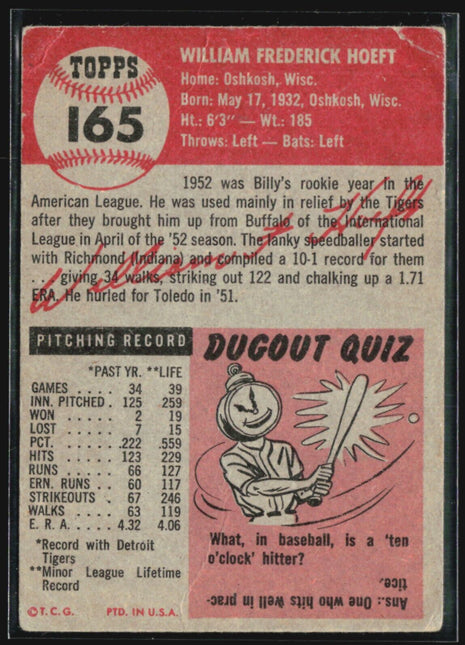 TOPPS
165
WILLIAM FREDERICK HOEFT
Home: Oshkosh, Wisc.
Born: May 17, 1932, Oshkosh, Wisc.
Ht.: 6'3" — Wt.: 185
Throws: Left — Bats: Left
1952 was Billy's rookie year in the
American League. He was used mainly in relief by the Tigers
after they brought him up from Buffalo of the International
League in April of the '52 season. The lanky speedballer started
with Richmond (Indiana) and compiled a 10-1 record for them
. . giving 34 walks, striking out 122 and chalking up a 1.71
ERA. He hurled for Toledo in '51.
William F Hoeft
PITCHING RECORD
*PAST YR. **LIFE
GAMES . . . . 34 39
INN. PITCHED . 125 259
WON . . . . . 2 19
LOST . . . . . 7 15
PCT. . . . . . .222 .559
HITS . . . . . 123 229
RUNS . . . . 66 127
ERN. RUNS . . 60 117
STRIKEOUTS . . 67 246
WALKS . . . . 63 119
E. R. A. . . . . 4.32 4.06
*Record with Detroit
Tigers
**Minor League Lifetime
Record
©T.C.G. PTD. IN U.S.A.
DUGOUT QUIZ
What, in baseball, is a 'ten
o'clock' hitter?
Ans.: One who hits well in prac-
tice.